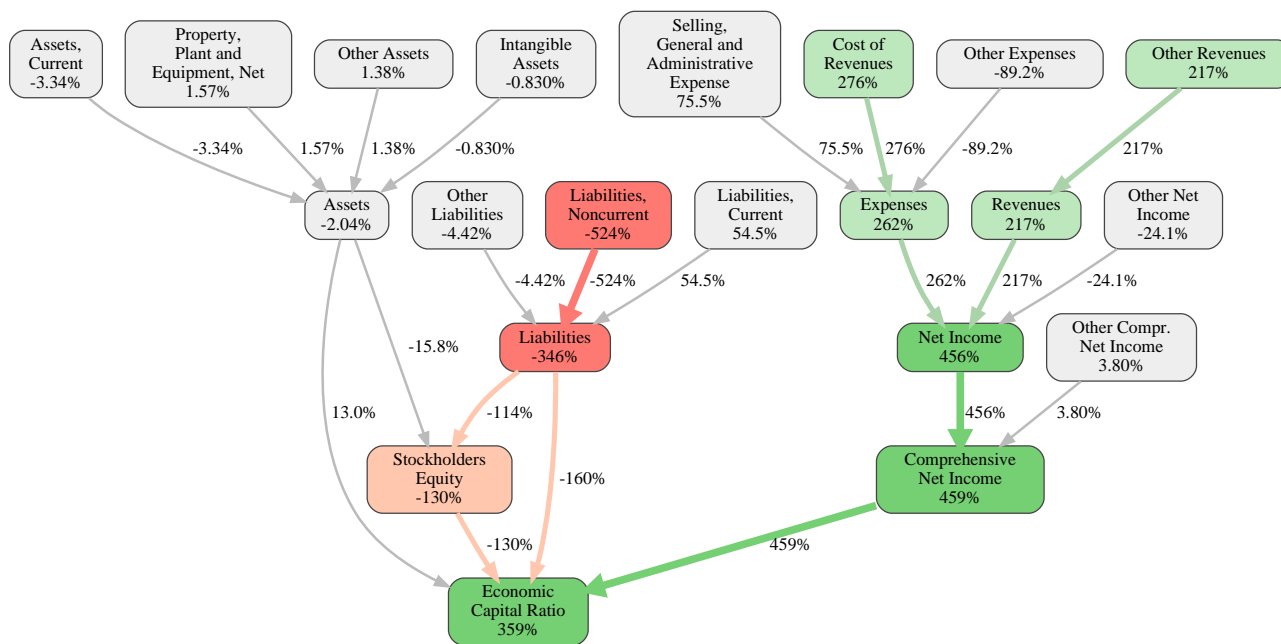 Assets,
Current
-3.34%
Property,
Plant and
Equipment, Net
1.57%
Other Assets
1.38%
Intangible
Assets
-0.830%
Selling,
General and
Administrative
Expense
75.5%
Cost of
Revenues
276%
Other Expenses
-89.2%
Other Revenues
217%
-3.34%
1.57%
1.38%
-0.830%
75.5%
276%
-89.2%
217%
Assets
-2.04%
Other
Liabilities
-4.42%
Liabilities,
Noncurrent
-524%
Liabilities,
Current
54.5%
Expenses
262%
Revenues
217%
Other Net
Income
-24.1%
-4.42%
-524%
54.5%
262%
217%
-24.1%
-15.8%
Liabilities
-346%
Net Income
456%
Other Compr.
Net Income
3.80%
13.0%
-114%
456%
3.80%
Stockholders
Equity
-130%
-160%
Comprehensive
Net Income
459%
-130%
459%
Economic
Capital Ratio
359%